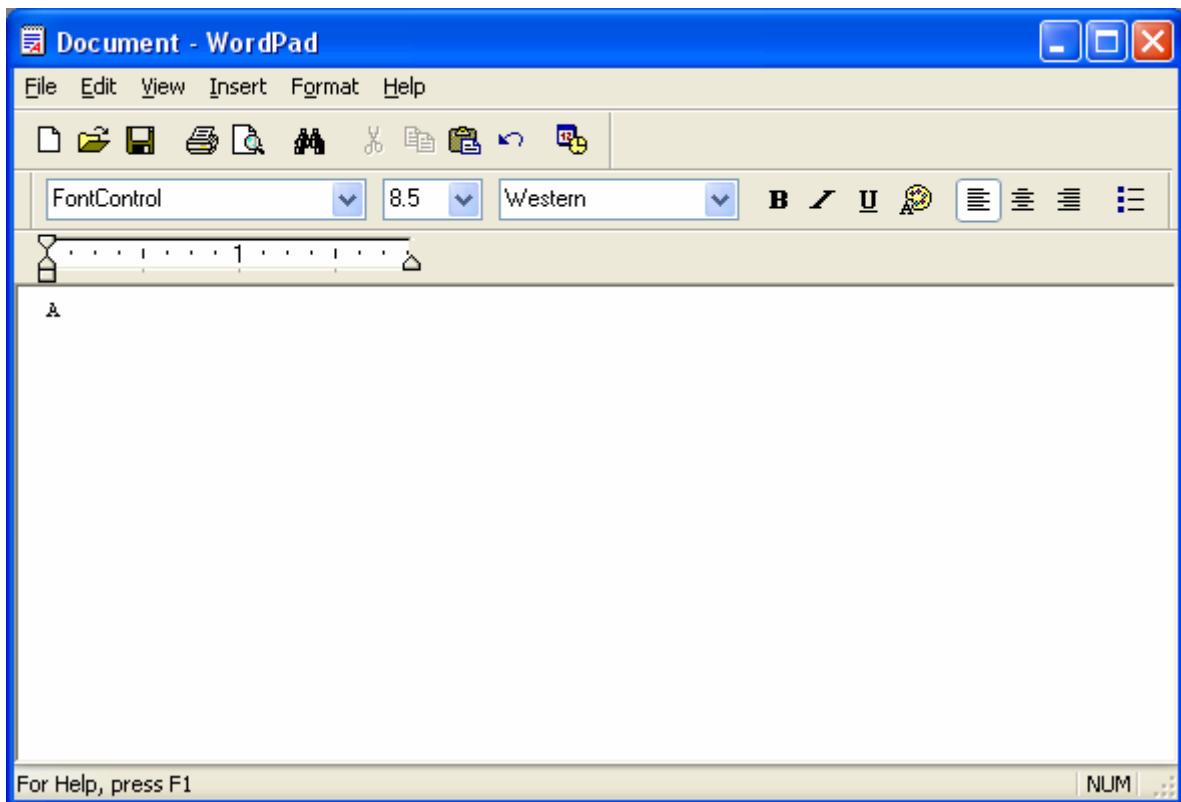 Document - WordPad
File Edit View Insert Format Help
FontControl 8.5 Western B / U
1
A
For Help, press F1 NUM